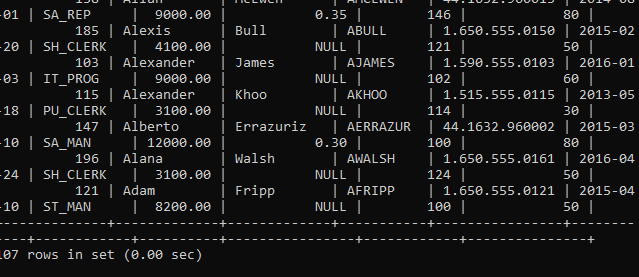 -01 | SA_REP | 9000.00 | 0.35 | 146 | 80 |
185 | Alexis | Bull | ABULL | 1.650.555.0150 | 2015-02
-20 | SH_CLERK | 4100.00 | NULL | 121 | 50 |
103 | Alexander | James | AJAMES | 1.590.555.0103 | 2016-01
-03 | IT_PROG | 9000.00 | NULL | 102 | 60 |
115 | Alexander | Khoo | AKHOO | 1.515.555.0115 | 2013-05
-18 | PU_CLERK | 3100.00 | NULL | 114 | 30 |
147 | Alberto | Errazuriz | AERRAZUR | 44.1632.960002 | 2015-03
-10 | SA_MAN | 12000.00 | 0.30 | 100 | 80 |
196 | Alana | Walsh | AWALSH | 1.650.555.0161 | 2016-04
-24 | SH_CLERK | 3100.00 | NULL | 124 | 50 |
121 | Adam | Fripp | AFRIPP | 1.650.555.0121 | 2015-04
-10 | ST_MAN | 8200.00 | NULL | 100 | 50 |
107 rows in set (0.00 sec)